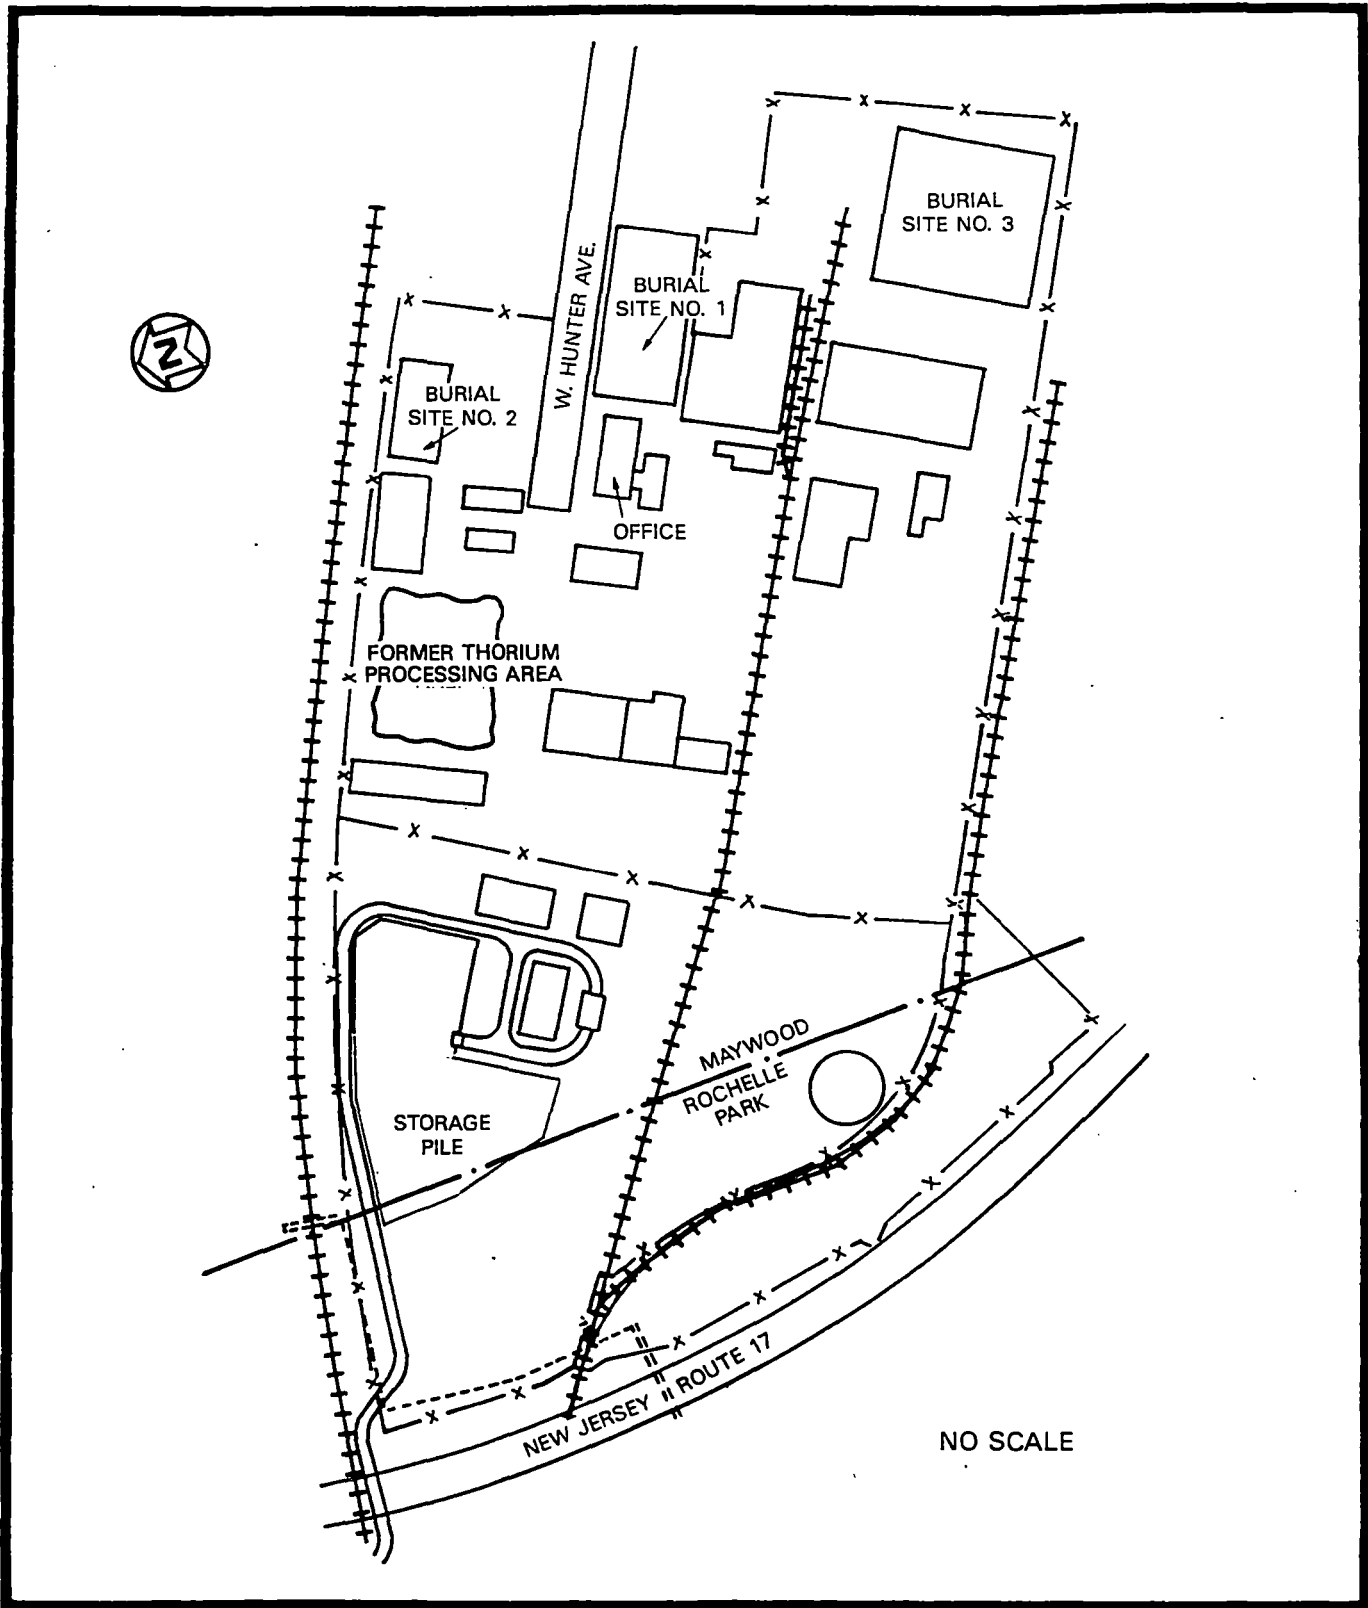 BURIAL
SITE NO. 3
W. HUNTER AVE.
BURIAL
SITE NO. 1
N
BURIAL
SITE NO. 2
OFFICE
FORMER THORIUM
PROCESSING AREA
MAYWOOD
ROCHELLE
PARK
STORAGE
PILE
NEW JERSEY ROUTE 17
NO SCALE